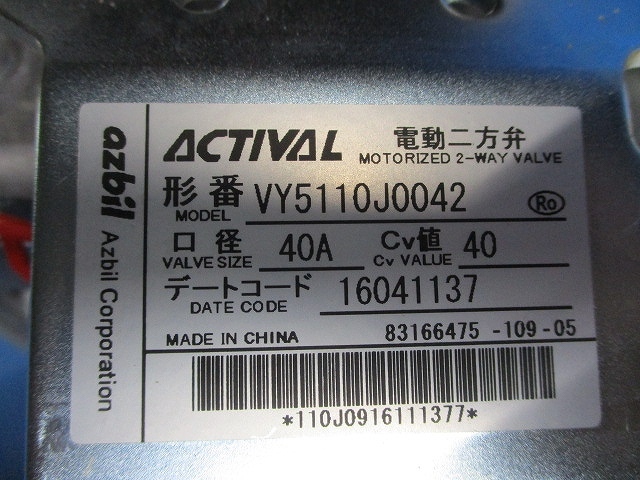 azbil Azbil Corporation
ACTIVAL 電動二方弁
MOTORIZED 2-WAY VALVE
形番 VY5110J0042 Ro
MODEL
口径 40A Cv値 40
VALVE SIZE Cv VALUE
デートコード 16041137
DATE CODE
MADE IN CHINA 83166475 -109-05
*110J0916111377*